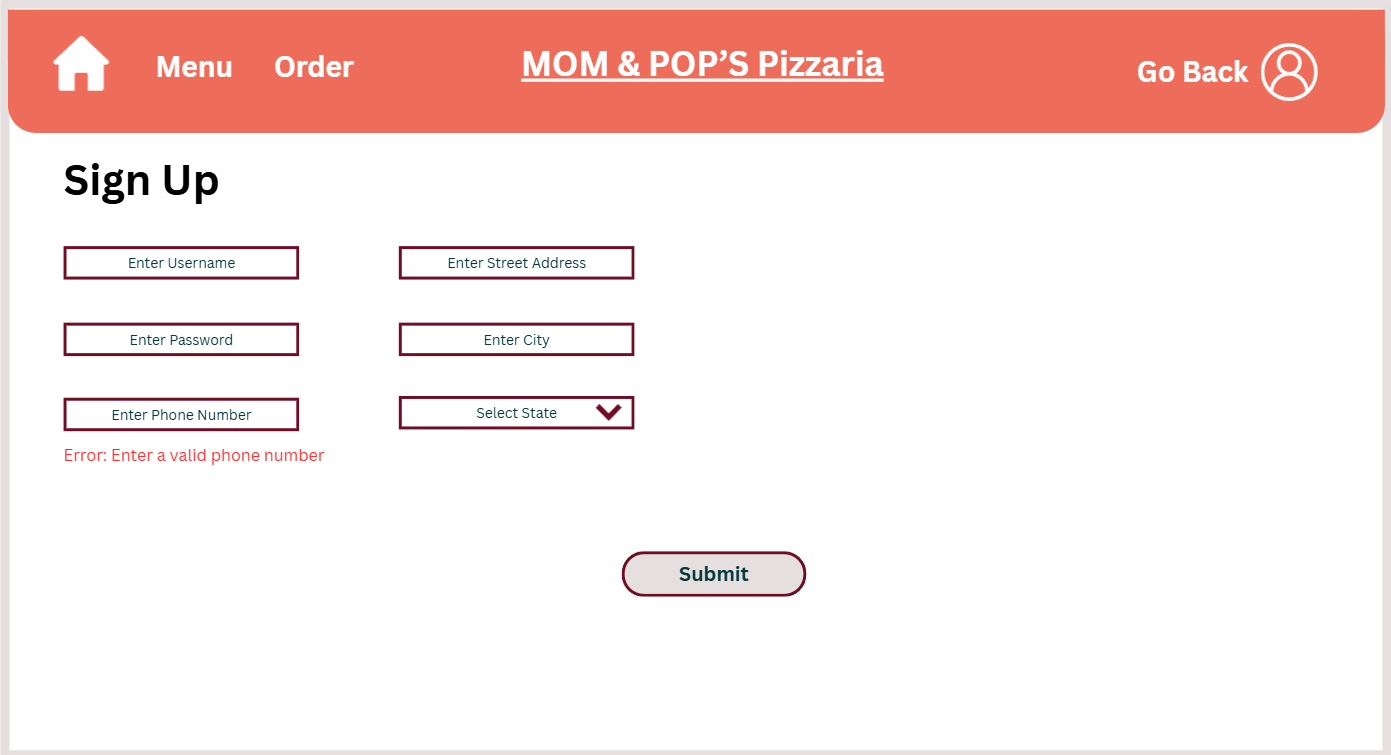 Menu Order MOM & POP’S Pizzaria Go Back
Sign Up
Enter Username Enter Street Address
Enter Password Enter City
Enter Phone Number Select State
Error: Enter a valid phone number
Submit